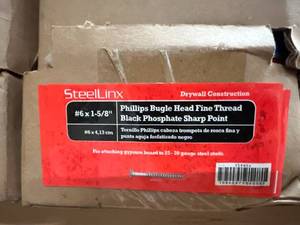 SteelLinx
Drywall Construction
#6 x 1-5/8"
Phillips Bugle Head Fine Thread
Black Phosphate Sharp Point
#6 x 4,13 cm
Tornillo Phillips cabeza trompeta de rosca fina y
punta aguja fosfatizado negro
For attaching gypsum board to 25 - 20 gauge steel studs